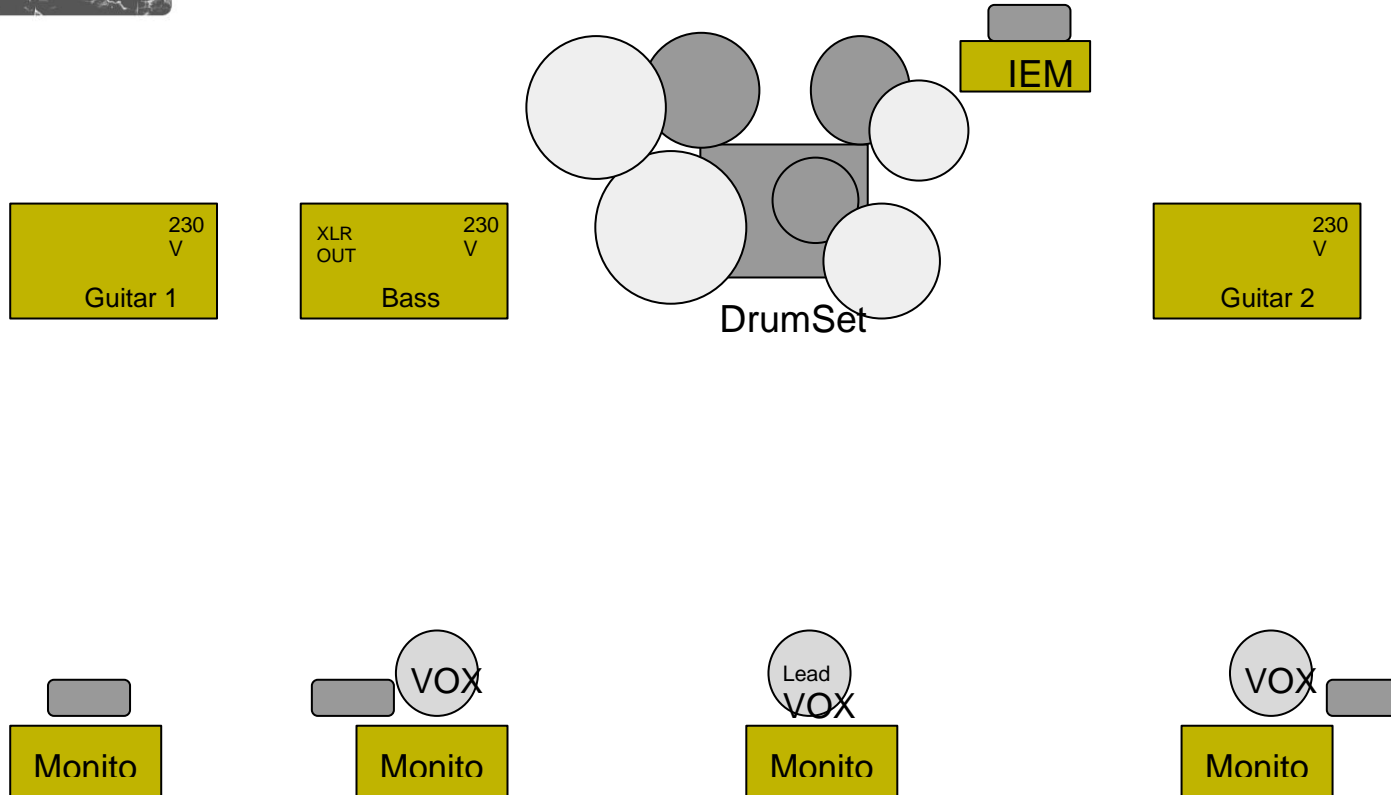 IEM
230
V
Guitar 1
XLR
OUT
230
V
Bass
DrumSet
230
V
Guitar 2
VOX
Lead
VOX
VOX
Monito
Monito
Monito
Monito